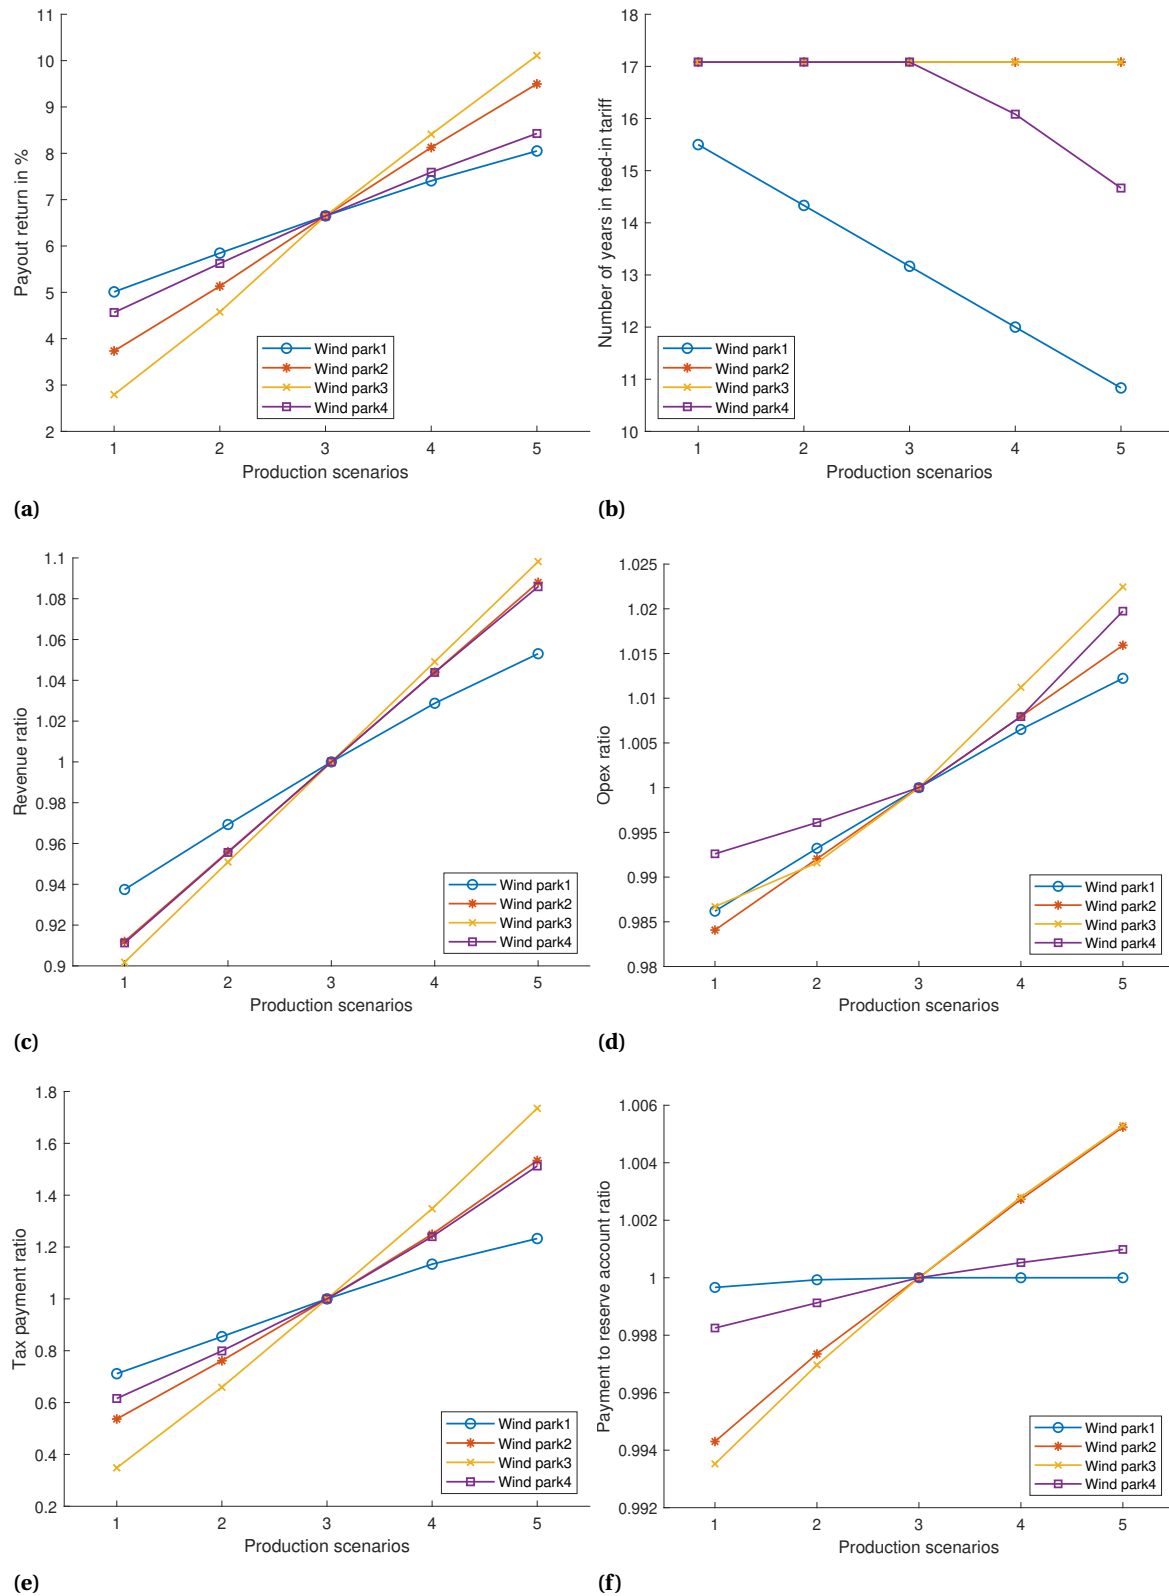 11
10
9
8
7
6
5
4
3
2
Payout return in %
Wind park1
Wind park2
Wind park3
Wind park4
1 2 3 4 5
Production scenarios
(a)
18
17
16
15
14
13
12
11
10
Number of years in feed-in tariff
Wind park1
Wind park2
Wind park3
Wind park4
1 2 3 4 5
Production scenarios
(b)
1.1
1.08
1.06
1.04
1.02
1
0.98
0.96
0.94
0.92
0.9
Revenue ratio
Wind park1
Wind park2
Wind park3
Wind park4
1 2 3 4 5
Production scenarios
(c)
1.025
1.02
1.015
1.01
1.005
1
0.995
0.99
0.985
0.98
Opex ratio
Wind park1
Wind park2
Wind park3
Wind park4
1 2 3 4 5
Production scenarios
(d)
1.8
1.6
1.4
1.2
1
0.8
0.6
0.4
0.2
Tax payment ratio
Wind park1
Wind park2
Wind park3
Wind park4
1 2 3 4 5
Production scenarios
(e)
1.006
1.004
1.002
1
0.998
0.996
0.994
0.992
Payment to reserve account ratio
Wind park1
Wind park2
Wind park3
Wind park4
1 2 3 4 5
Production scenarios
(f)